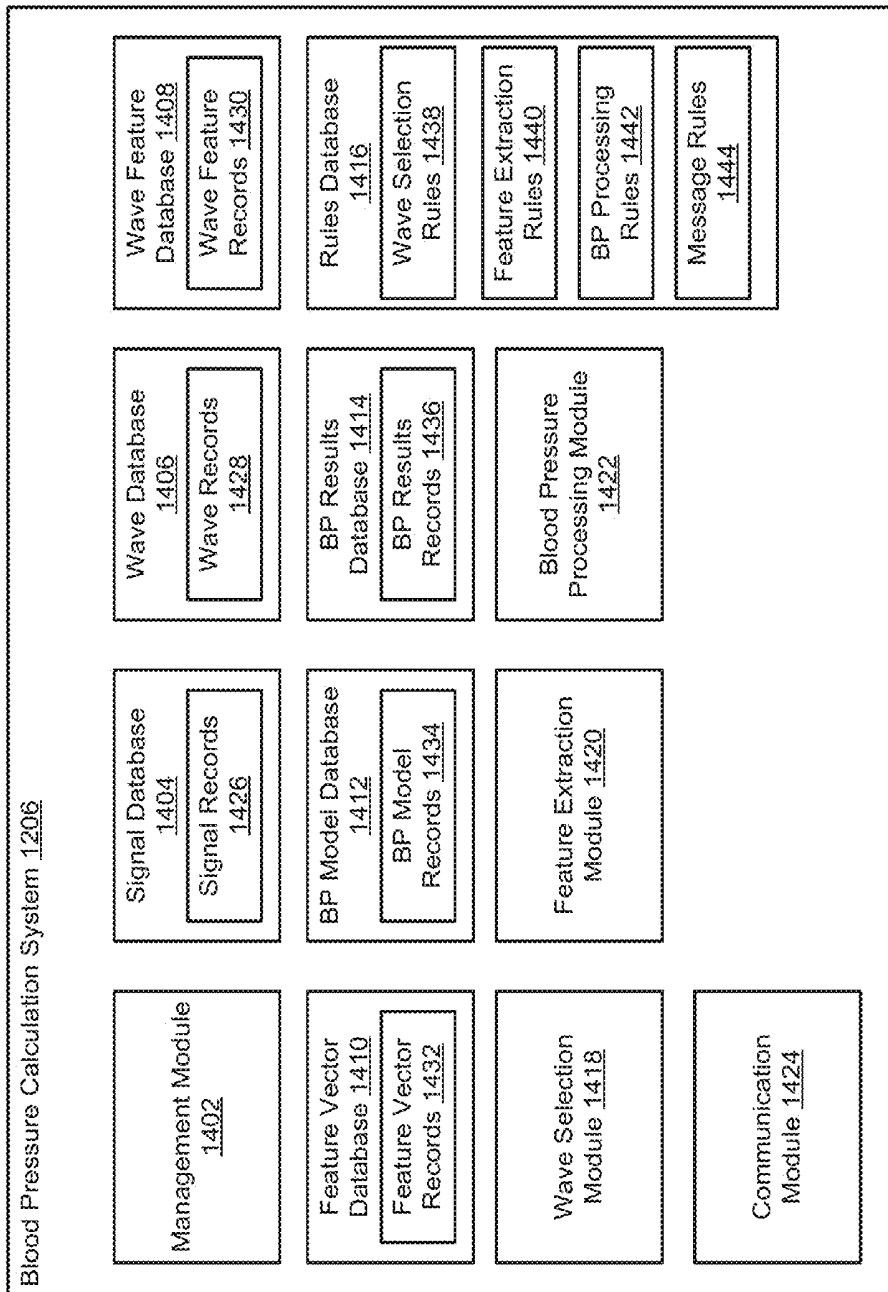 Blood Pressure Calculation System 1206
Management Module
1402
Signal Database
1404
Signal Records
1426
Wave Database
1406
Wave Records
1428
Wave Feature
Database 1408
Wave Feature
Records 1430
Feature Vector
Database 1410
Feature Vector
Records 1432
BP Model Database
1412
BP Model
Records 1434
BP Results
Database 1414
BP Results
Records 1436
Rules Database
1416
Wave Selection
Rules 1438
Feature Extraction
Rules 1440
BP Processing
Rules 1442
Message Rules
1444
Wave Selection
Module 1418
Feature Extraction
Module 1420
Blood Pressure
Processing Module
1422
Communication
Module 1424